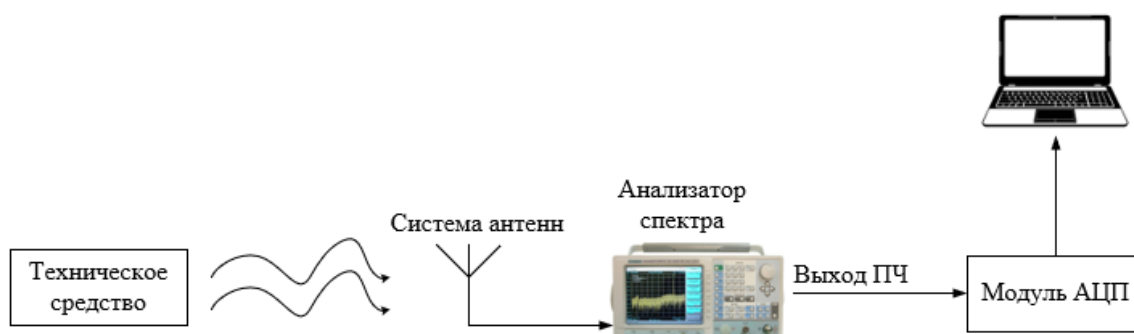 Анализатор
спектра
Система антенн
Техническое
средство
Выход ПЧ
Модуль АЦП